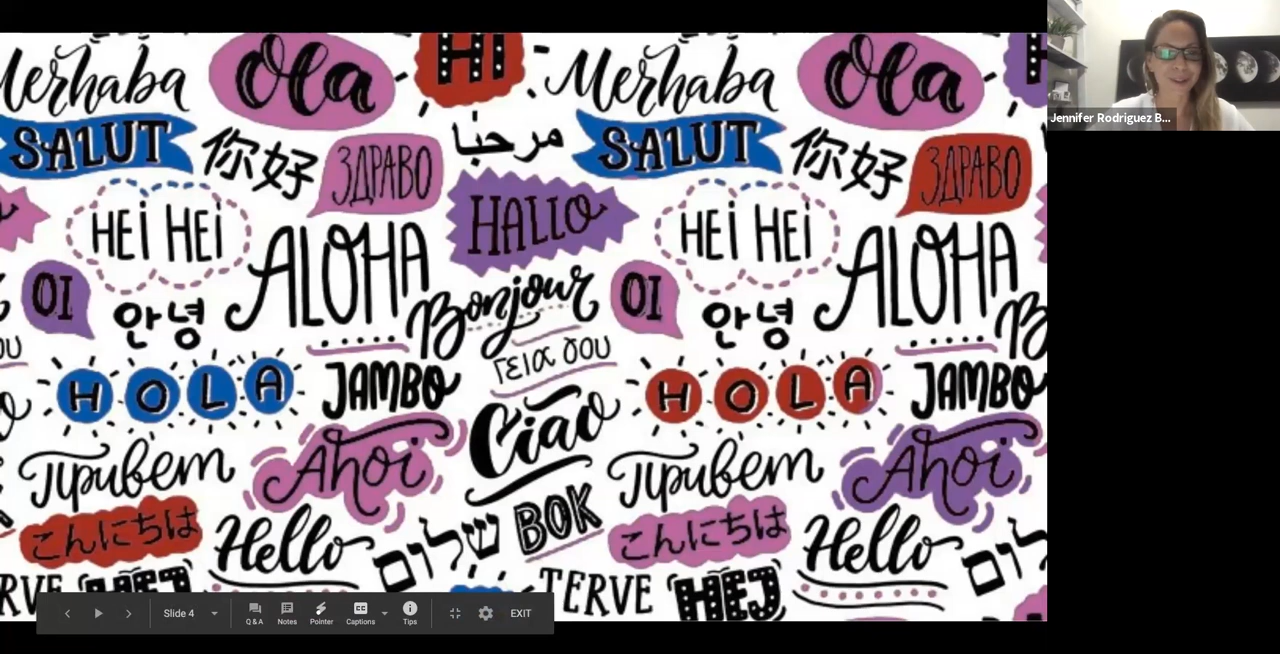 Merhaba
Ola
HI
Merhaba
Ola
SALUT
你好
ЗДРАВО
مرحبا
SALUT
你好
ЗДРАВО
HEI HEI
ALOHA
HALLO
HEI HEI
ALOHA
OI
안녕
Bonjour
OI
안녕
Γεια σου
HOLA
JAMBO
Ciao
HOLA
JAMBO
Привет
Ahoi
Привет
Ahoi
こんにちは
Hello
שלום
BOK
こんにちは
Hello
TERVE
HEJ
TERVE
HEJ
Slide 4
Q & A
Notes
Pointer
Captions
Tips
EXIT
Jennifer Rodriguez B...